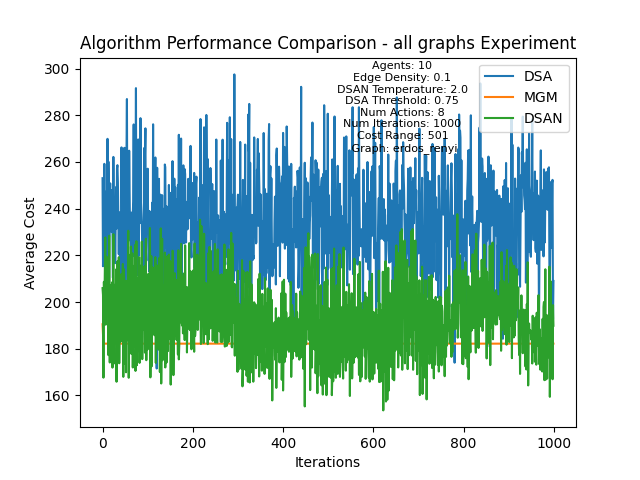 Algorithm Performance Comparison - all graphs Experiment
Agents: 10
Edge Density: 0.1
DSAN Temperature: 2.0
DSA Threshold: 0.75
Num Actions: 8
Num Iterations: 1000
Cost Range: 501
Graph: erdos_renyi
DSA
MGM
DSAN
Average Cost
300
280
260
240
220
200
180
160
0
200
400
600
800
1000
Iterations